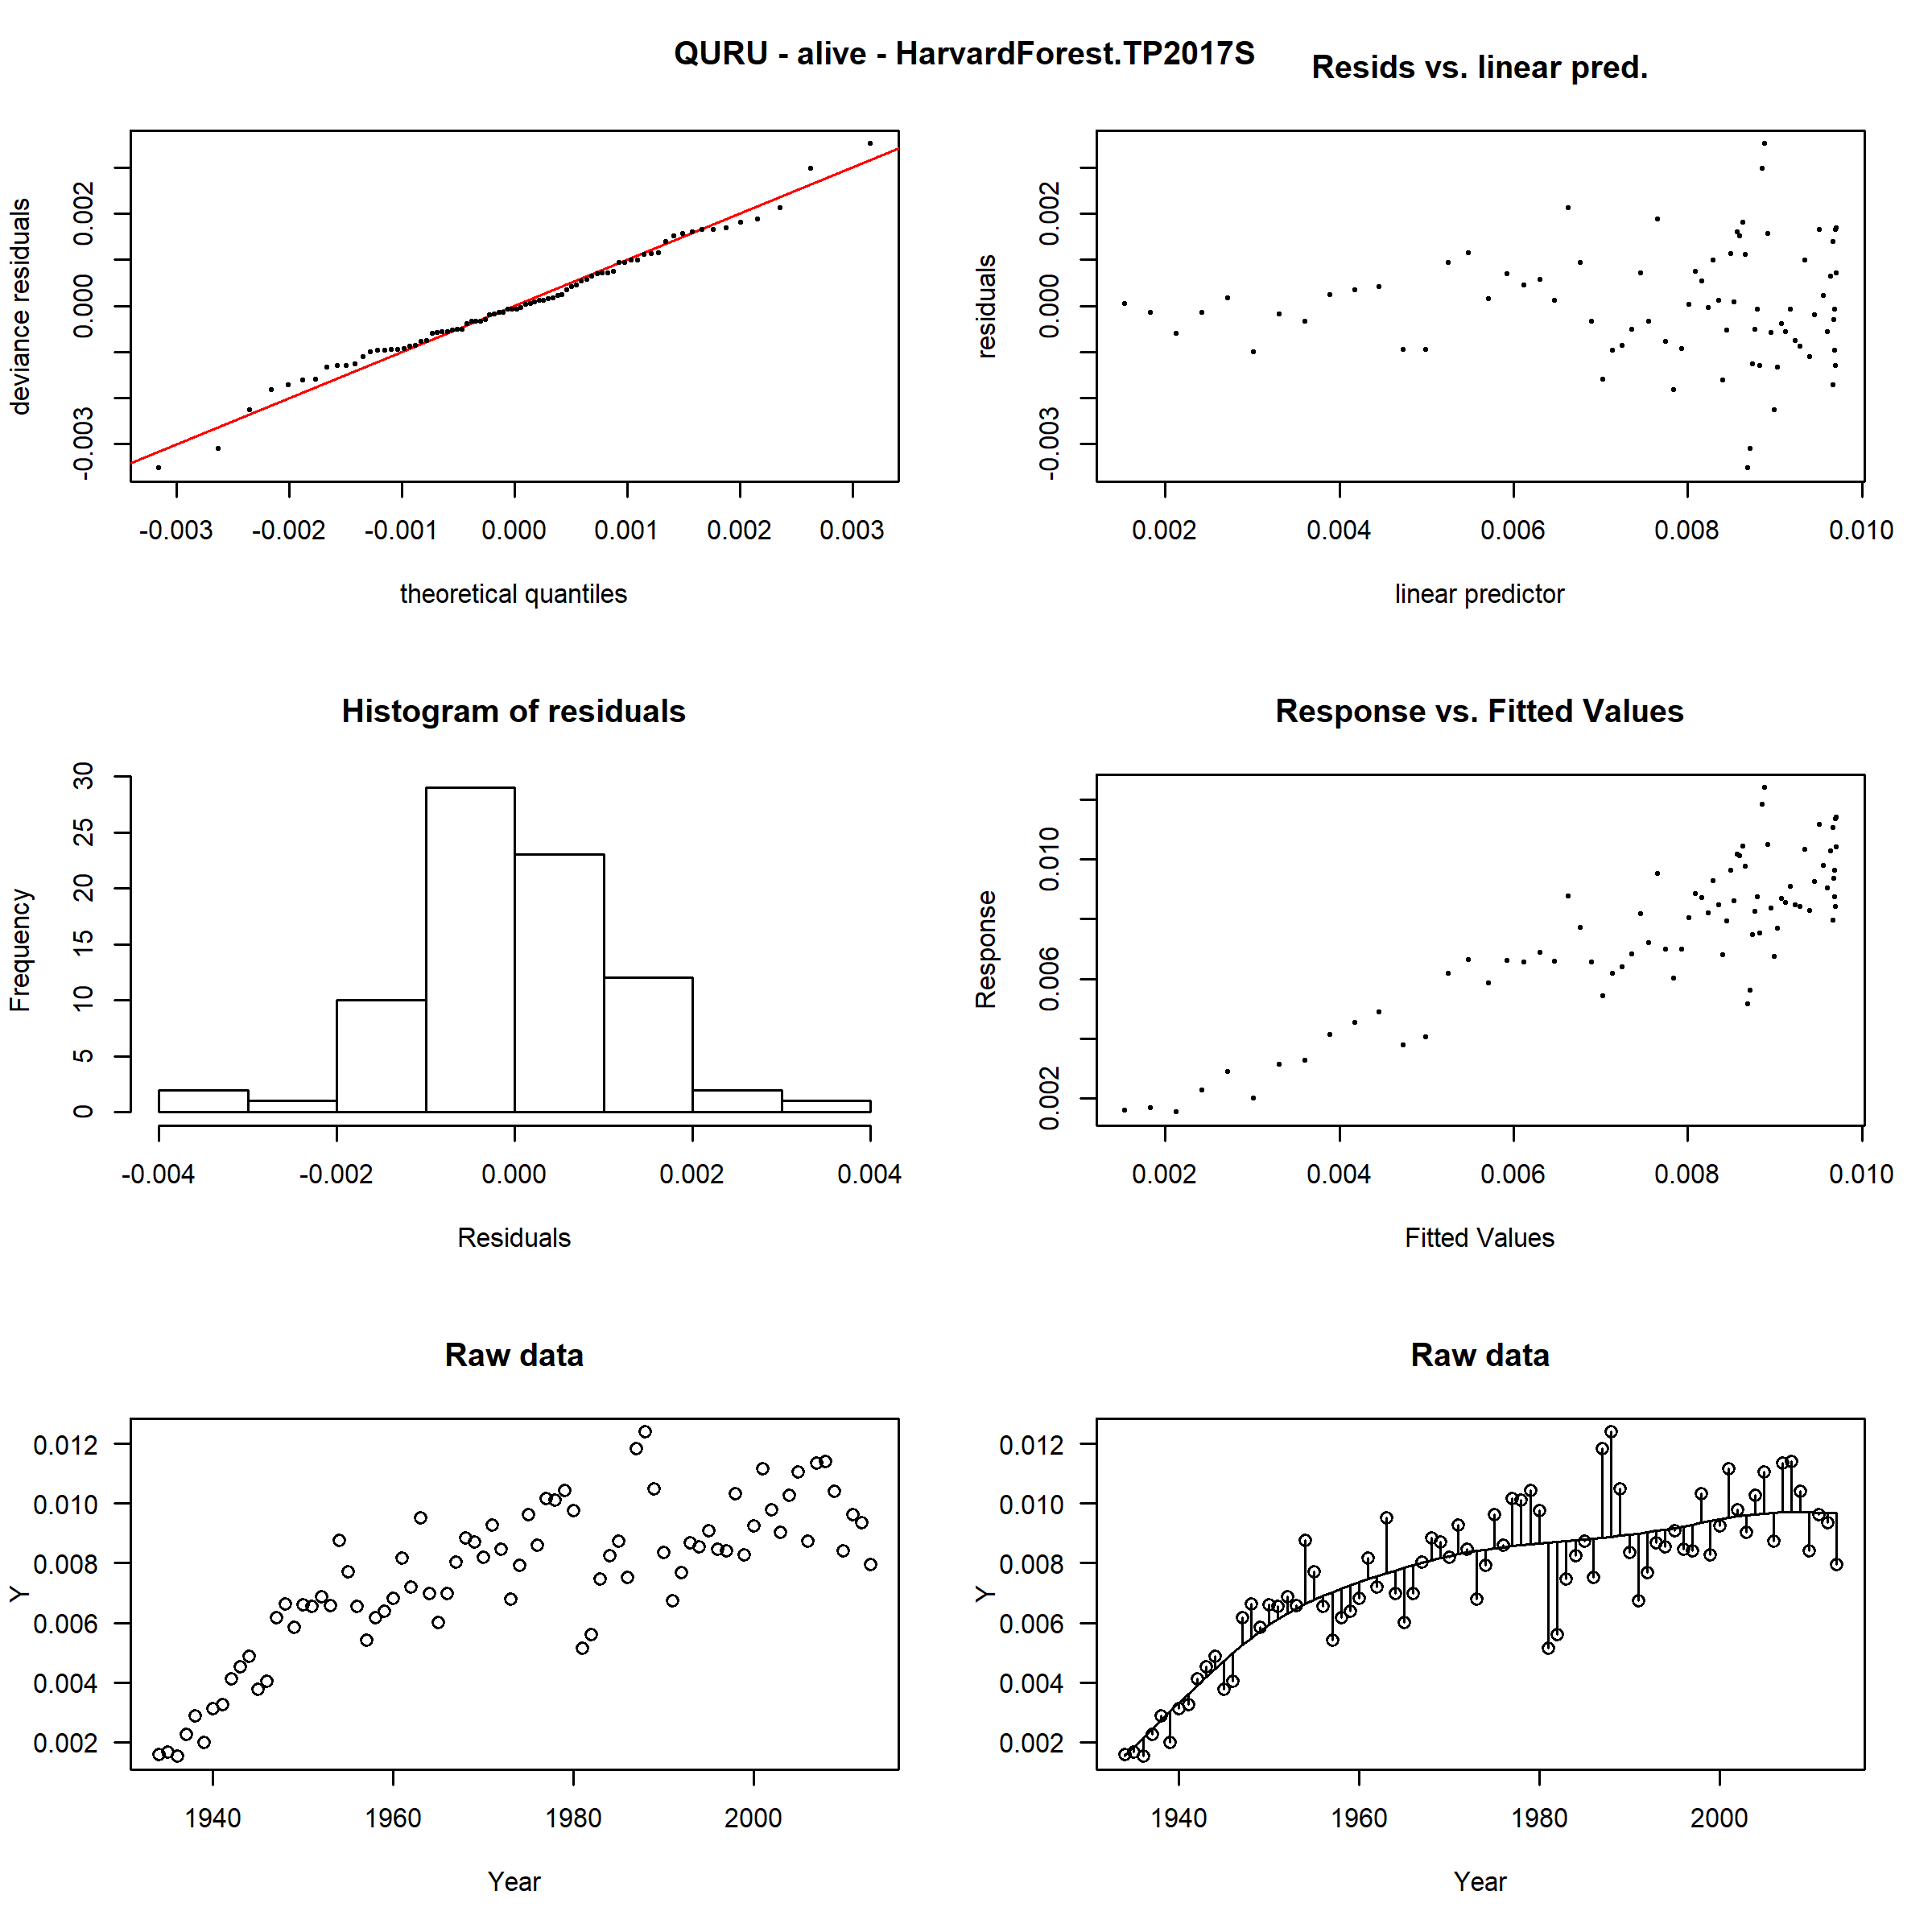 QURU - alive - HarvardForest.TP2017S
Resids vs. linear pred.
deviance residuals
-0.003 0.000 0.002
-0.003 -0.002 -0.001 0.000 0.001 0.002 0.003
theoretical quantiles
residuals
-0.003 0.000 0.002
0.002 0.004 0.006 0.008 0.010
linear predictor
Histogram of residuals
Frequency
0 5 10 15 20 25 30
-0.004 -0.002 0.000 0.002 0.004
Residuals
Response vs. Fitted Values
Response
0.002 0.006 0.010
0.002 0.004 0.006 0.008 0.010
Fitted Values
Raw data
Y
0.012
0.010
0.008
0.006
0.004
0.002
1940 1960 1980 2000
Year
Raw data
Y
0.012
0.010
0.008
0.006
0.004
0.002
1940 1960 1980 2000
Year